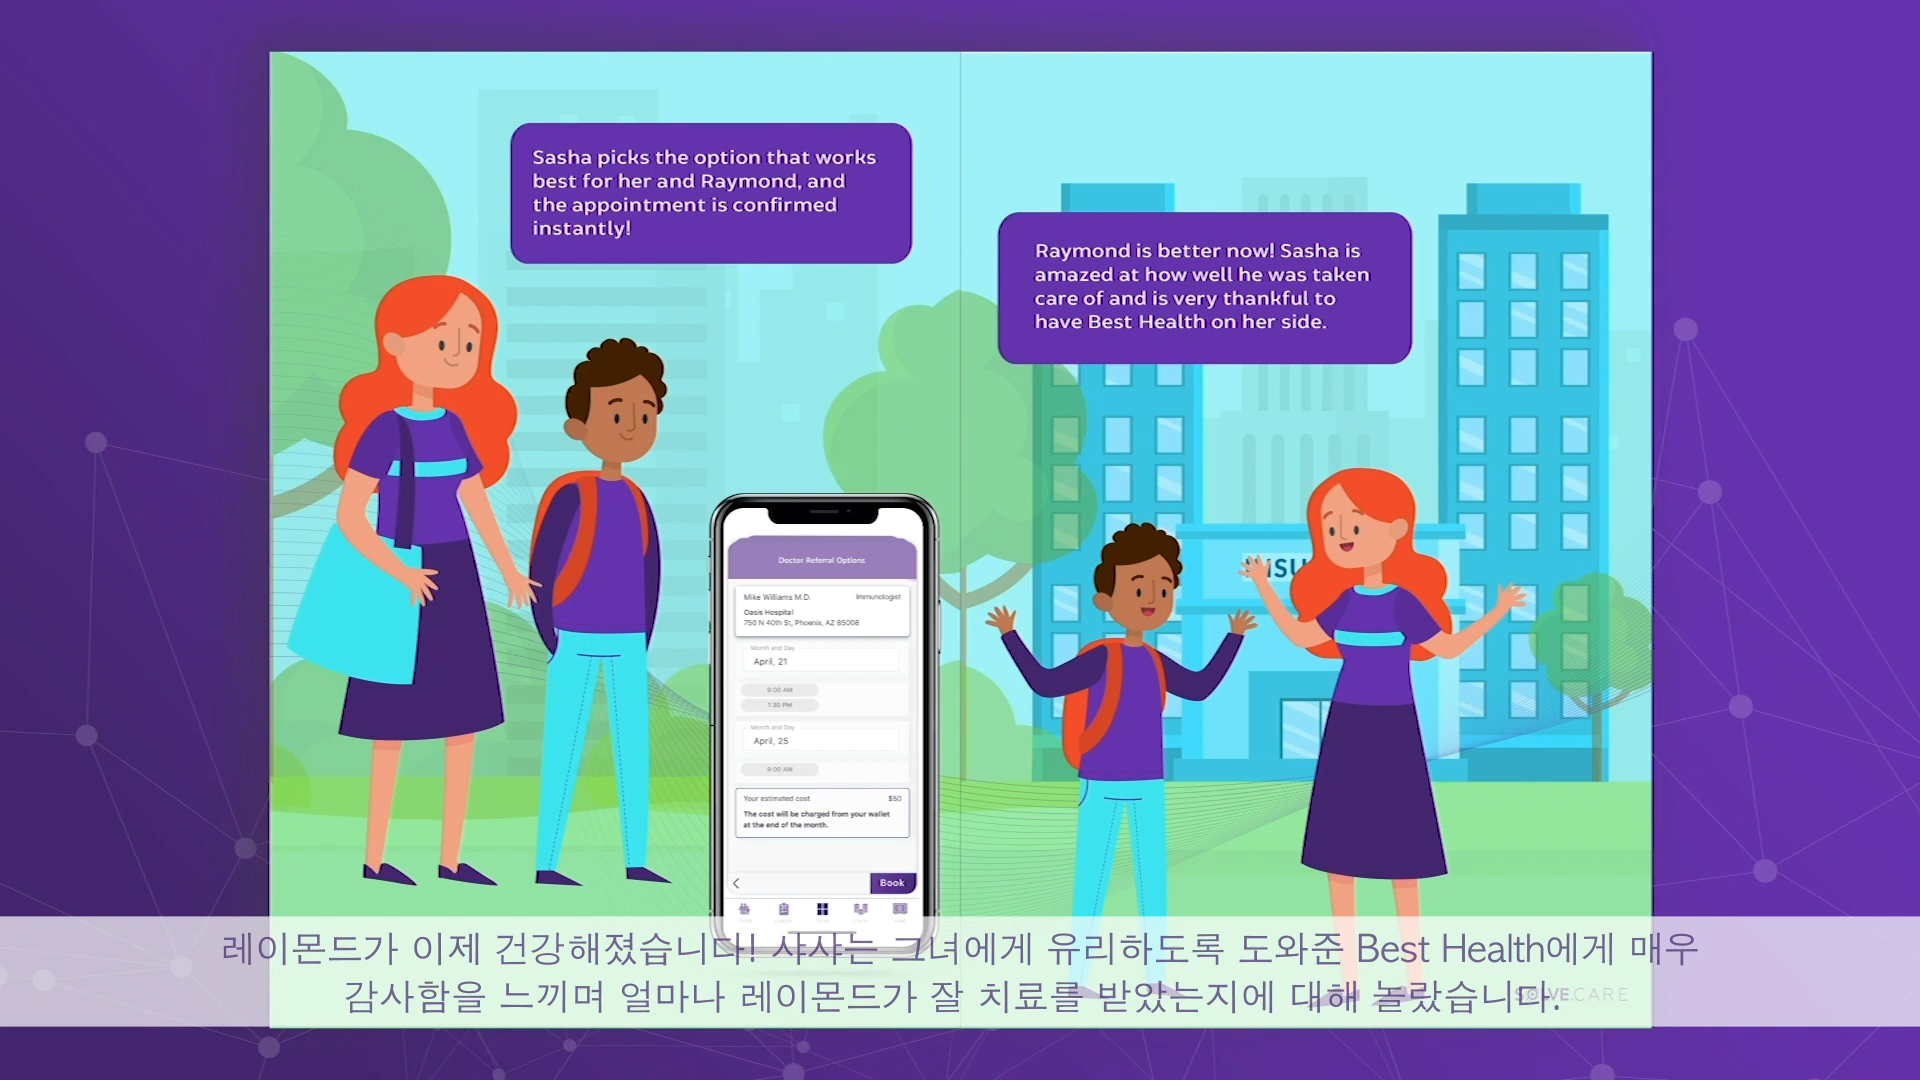 Sasha picks the option that works
best for her and Raymond, and
the appointment is confirmed
instantly!
Raymond is better now! Sasha is
amazed at how well he was taken
care of and is very thankful to
have Best Health on her side.
Doctor Referral Options
Mike Williams M.D. Immunologist
Oasis Hospital
750 N 40th St, Phoenix, AZ 85008
Month and Day
April, 21
9:00 AM
1:30 PM
Month and Day
April, 25
9:00 AM
Your estimated cost $50
The cost will be charged from your wallet
at the end of the month.
Book
레이몬드가 이제 건강해졌습니다! 샤샤는 그녀에게 유리하도록 도와준 Best Health에게 매우
감사함을 느끼며 얼마나 레이몬드가 잘 치료를 받았는지에 대해 놀랐습니다.
SOLVE.CARE